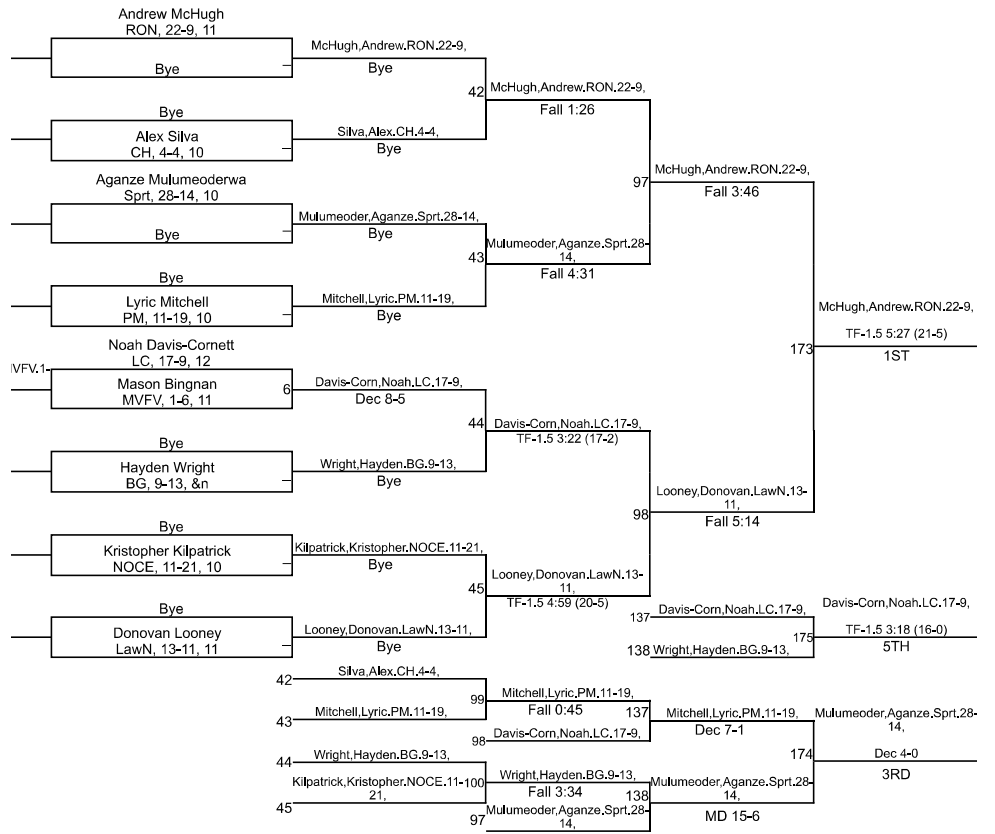 Andrew McHugh
RON, 22-9, 11
Bye
McHugh,Andrew.RON.22-9,
Bye
42
McHugh,Andrew.RON.22-9,
Fall 1:26
Bye
Alex Silva
CH, 4-4, 10
Silva,Alex.CH.4-4,
Bye
97
McHugh,Andrew.RON.22-9,
Fall 3:46
Aganze Mulumeoderwa
Sprt, 28-14, 10
Bye
Mulumeoder,Aganze.Sprt.28-14,
Bye
43
Mulumeoder,Aganze.Sprt.28-
14,
Fall 4:31
Bye
Lyric Mitchell
PM, 11-19, 10
Mitchell,Lyric.PM.11-19,
Bye
173
McHugh,Andrew.RON.22-9,
TF-1.5 5:27 (21-5)
1ST
Noah Davis-Cornett
LC, 17-9, 12
MVFV.1-
Mason Bingnan
MVFV, 1-6, 11
6
Davis-Corn,Noah.LC.17-9,
Dec 8-5
44
Davis-Corn,Noah.LC.17-9,
TF-1.5 3:22 (17-2)
Bye
Hayden Wright
BG, 9-13, &n
Wright,Hayden.BG.9-13,
Bye
98
Looney,Donovan.LawN.13-
11,
Fall 5:14
Bye
Kristopher Kilpatrick
NOCE, 11-21, 10
Kilpatrick,Kristopher.NOCE.11-21,
Bye
45
Looney,Donovan.LawN.13-
11,
TF-1.5 4:59 (20-5)
Bye
Donovan Looney
LawN, 13-11, 11
Looney,Donovan.LawN.13-11,
Bye
137
Davis-Corn,Noah.LC.17-9,
138
Wright,Hayden.BG.9-13,
175
Davis-Corn,Noah.LC.17-9,
TF-1.5 3:18 (16-0)
5TH
42
Silva,Alex.CH.4-4,
43
Mitchell,Lyric.PM.11-19,
99
Mitchell,Lyric.PM.11-19,
Fall 0:45
98
Davis-Corn,Noah.LC.17-9,
137
Mitchell,Lyric.PM.11-19,
Dec 7-1
44
Wright,Hayden.BG.9-13,
45
Kilpatrick,Kristopher.NOCE.11-
21,
100
Wright,Hayden.BG.9-13,
Fall 3:34
97
Mulumeoder,Aganze.Sprt.28-
14,
138
Mulumeoder,Aganze.Sprt.28-
14,
MD 15-6
174
Mulumeoder,Aganze.Sprt.28-
14,
Dec 4-0
3RD